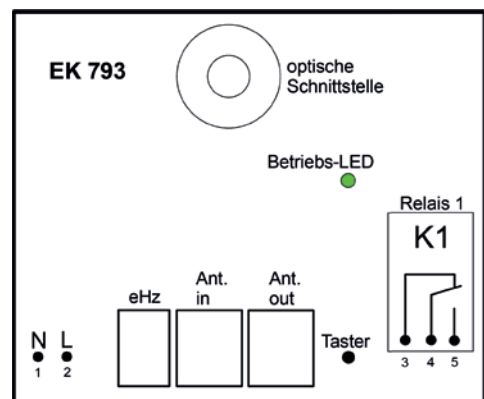 EK 793
optische
Schnittstelle
Betriebs-LED
Relais 1
K1
eHz
Ant.
in
Ant.
out
N L
1 2
Taster
3 4 5